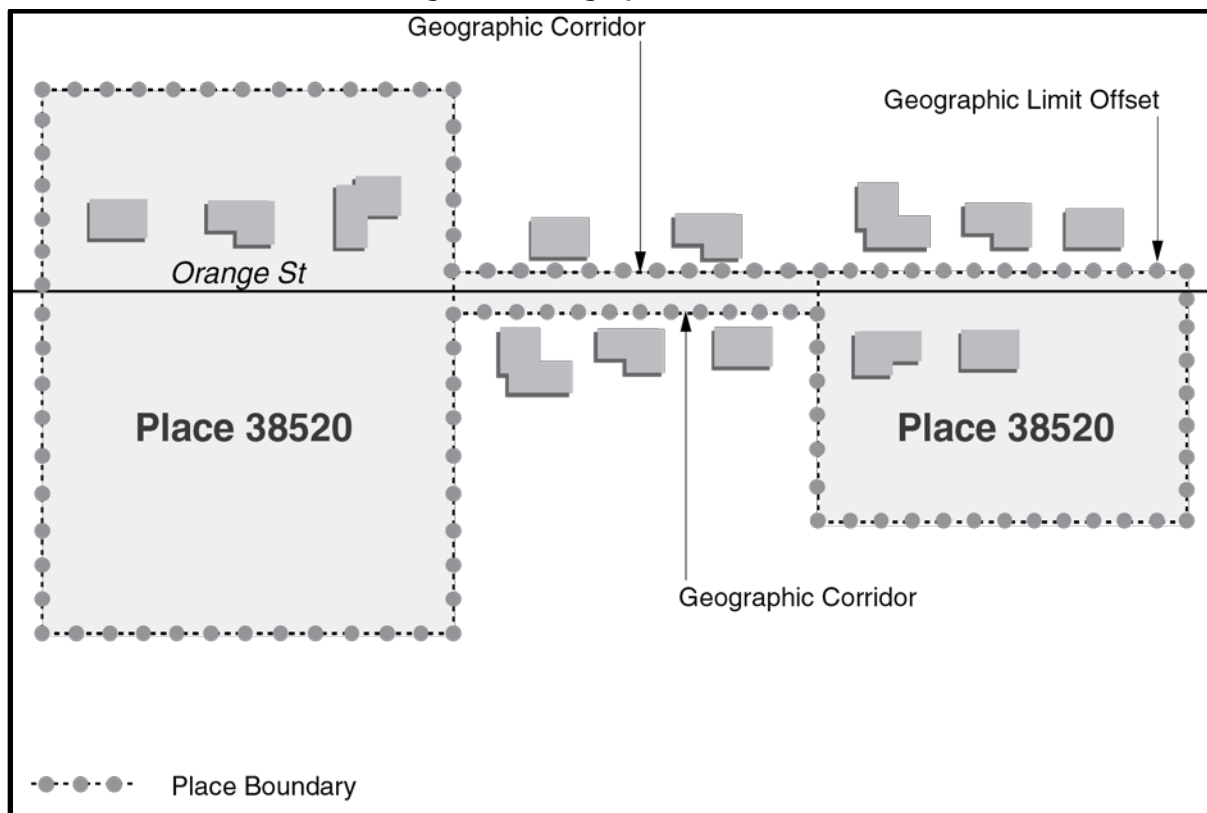 Geographic Corridor
Geographic Limit Offset
Orange St
Place 38520
Place 38520
Geographic Corridor
Place Boundary